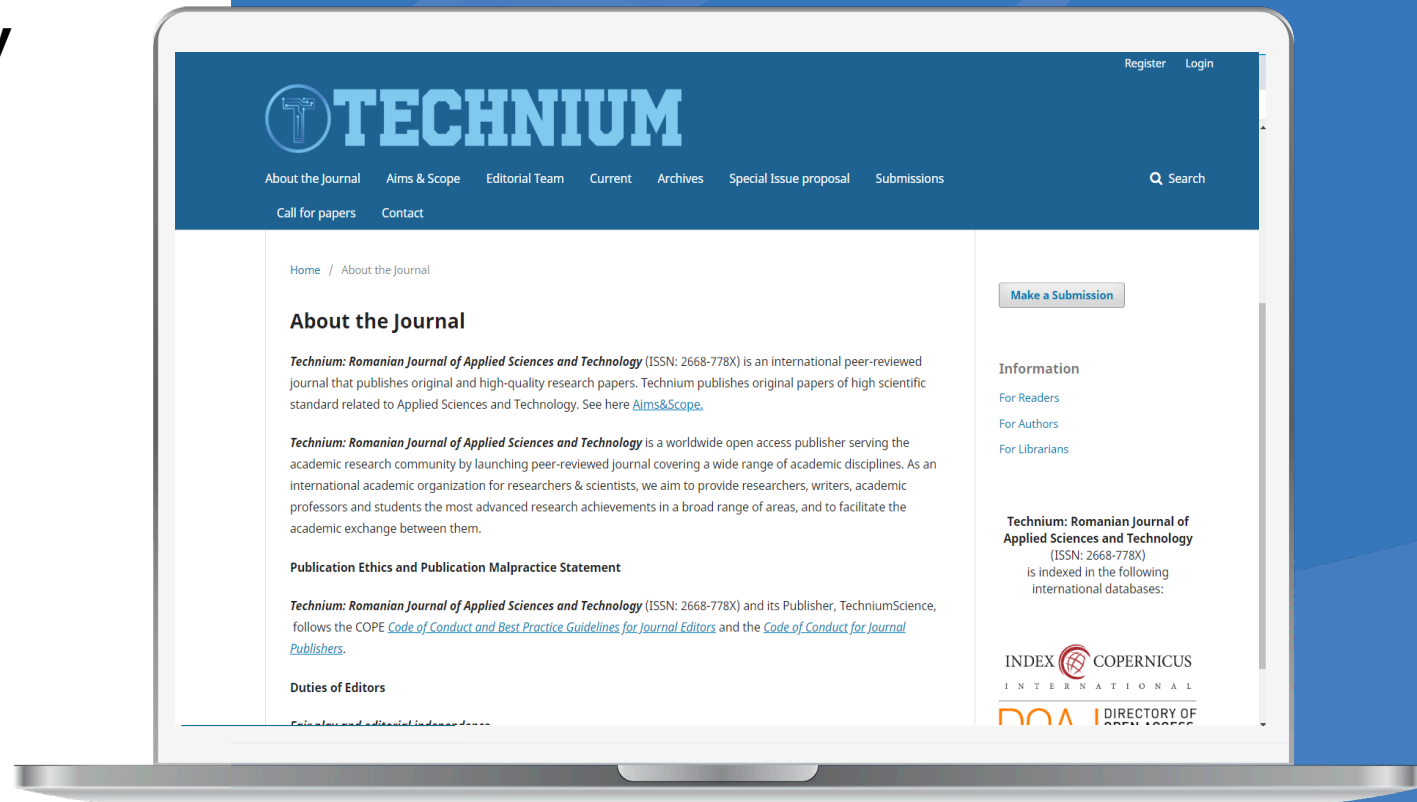 y
Register Login
TECHNIUM
About the Journal Aims & Scope Editorial Team Current Archives Special Issue proposal Submissions Search
Call for papers Contact
Home / About the Journal
About the Journal
Technium: Romanian Journal of Applied Sciences and Technology (ISSN: 2668-778X) is an international peer-reviewed
journal that publishes original and high-quality research papers. Technium publishes original papers of high scientific
standard related to Applied Sciences and Technology. See here Aims&Scope.
Technium: Romanian Journal of Applied Sciences and Technology is a worldwide open access publisher serving the
academic research community by launching peer-reviewed journal covering a wide range of academic disciplines. As an
international academic organization for researchers & scientists, we aim to provide researchers, writers, academic
professors and students the most advanced research achievements in a broad range of areas, and to facilitate the
academic exchange between them.
Publication Ethics and Publication Malpractice Statement
Technium: Romanian Journal of Applied Sciences and Technology (ISSN: 2668-778X) and its Publisher, TechniumScience,
follows the COPE Code of Conduct and Best Practice Guidelines for Journal Editors and the Code of Conduct for Journal
Publishers.
Duties of Editors
Fair play and editorial independence
Make a Submission
Information
For Readers
For Authors
For Librarians
Technium: Romanian Journal of
Applied Sciences and Technology
(ISSN: 2668-778X)
is indexed in the following
international databases:
INDEX COPERNICUS
INTERNATIONAL
DOAJ DIRECTORY OF
OPEN ACCESS